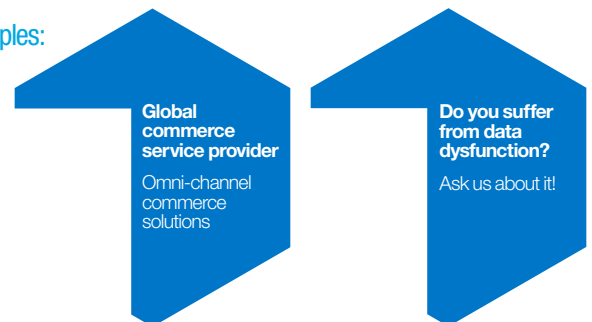 ples:
Global
commerce
service provider
Omni-channel
commerce
solutions
Do you suffer
from data
dysfunction?
Ask us about it!